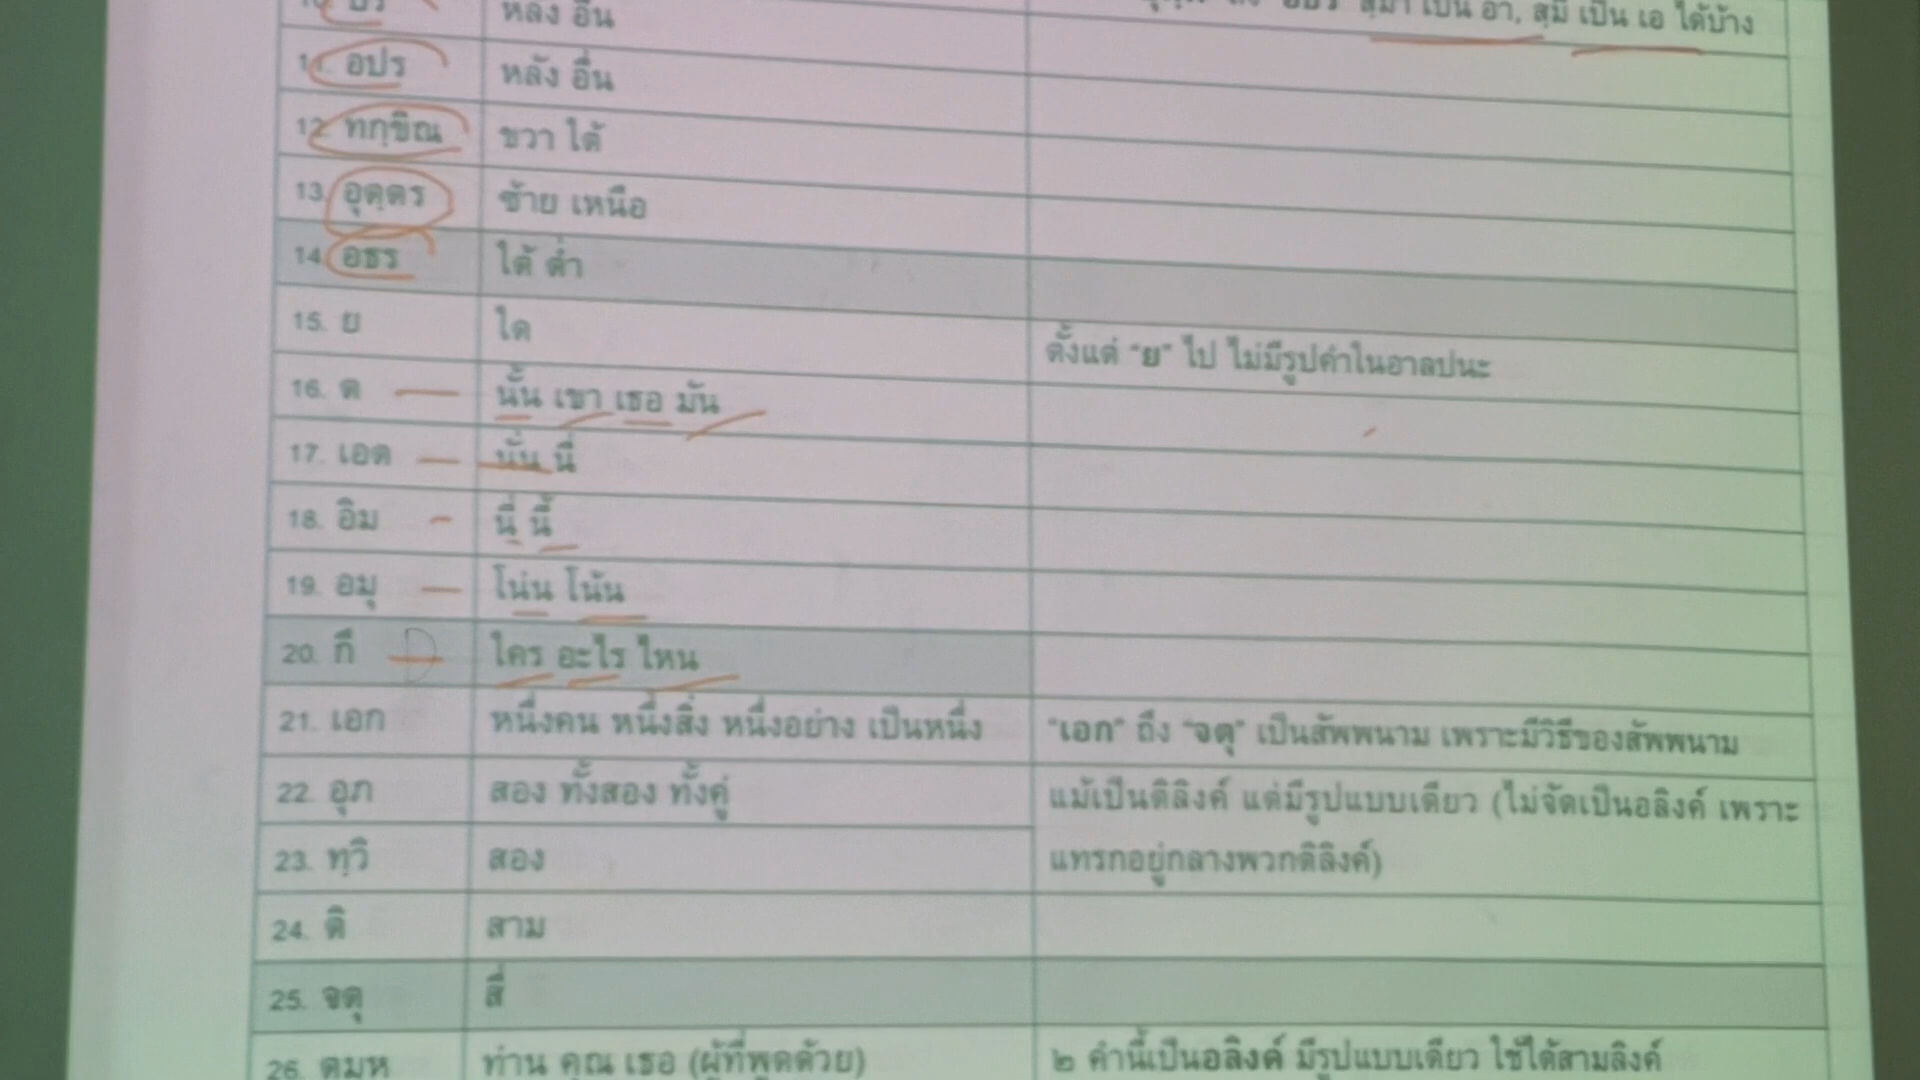 หลัง อื่น
สฺมา เป็น อา, สฺมึ เป็น เอ ได้บ้าง
11. อปร หลัง อื่น
12. ทกฺขิณ ขวา ใต้
13. อุตฺตร ซ้าย เหนือ
14. อธร ใต้ ต่ำ
15. ย ใด ตั้งแต่ "ย" ไป ไม่มีรูปคำในอาลปนะ
16. ต นั้น เขา เธอ มัน
17. เอต นั่น นี่
18. อิม นี่ นี้
19. อมุ โน่น โน้น
20. กึ ใคร อะไร ไหน
21. เอก หนึ่งคน หนึ่งสิ่ง หนึ่งอย่าง เป็นหนึ่ง "เอก" ถึง "จตุ" เป็นสัพพนาม เพราะมีวิธีของสัพพนาม
22. อุภ สอง ทั้งสอง ทั้งคู่ แม้เป็นติลิงค์ แต่มีรูปแบบเดียว (ไม่จัดเป็นอลิงค์ เพราะ
23. ทฺวิ สอง แทรกอยู่กลางพวกติลิงค์)
24. ติ สาม
25. จตุ สี่
26. ตุมฺห ท่าน คุณ เธอ (ผู้ที่พูดด้วย) ๒ คำนี้เป็นอลิงค์ มีรูปแบบเดียว ใช้ได้สามลิงค์